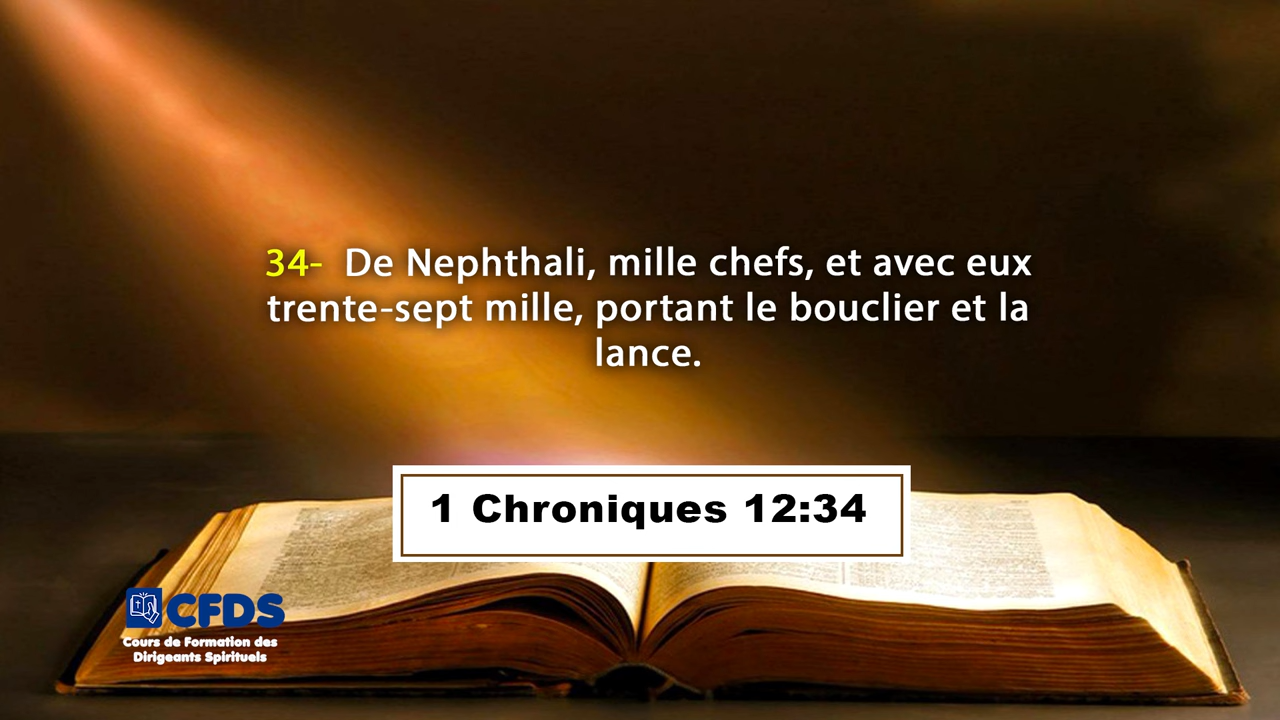 34- De Nephthali, mille chefs, et avec eux
trente-sept mille, portant le bouclier et la
lance.
1 Chroniques 12:34
CFDS
Cours de Formation des
Dirigeants Spirituels